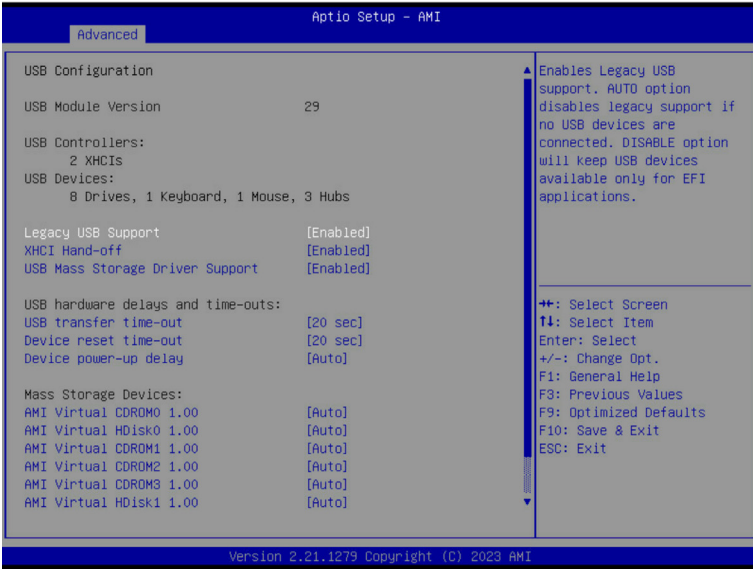 Aptio Setup - AMI
Advanced
USB Configuration
USB Module Version 29
USB Controllers:
2 XHCIs
USB Devices:
8 Drives, 1 Keyboard, 1 Mouse, 3 Hubs
Legacy USB Support [Enabled]
XHCI Hand-off [Enabled]
USB Mass Storage Driver Support [Enabled]
USB hardware delays and time-outs:
USB transfer time-out [20 sec]
Device reset time-out [20 sec]
Device power-up delay [Auto]
Mass Storage Devices:
AMI Virtual CDROM0 1.00 [Auto]
AMI Virtual HDisk0 1.00 [Auto]
AMI Virtual CDROM1 1.00 [Auto]
AMI Virtual CDROM2 1.00 [Auto]
AMI Virtual CDROM3 1.00 [Auto]
AMI Virtual HDisk1 1.00 [Auto]
Enables Legacy USB
support. AUTO option
disables legacy support if
no USB devices are
connected. DISABLE option
will keep USB devices
available only for EFI
applications.
→←: Select Screen
↑↓: Select Item
Enter: Select
+/-: Change Opt.
F1: General Help
F3: Previous Values
F9: Optimized Defaults
F10: Save & Exit
ESC: Exit
Version 2.21.1279 Copyright (C) 2023 AMI